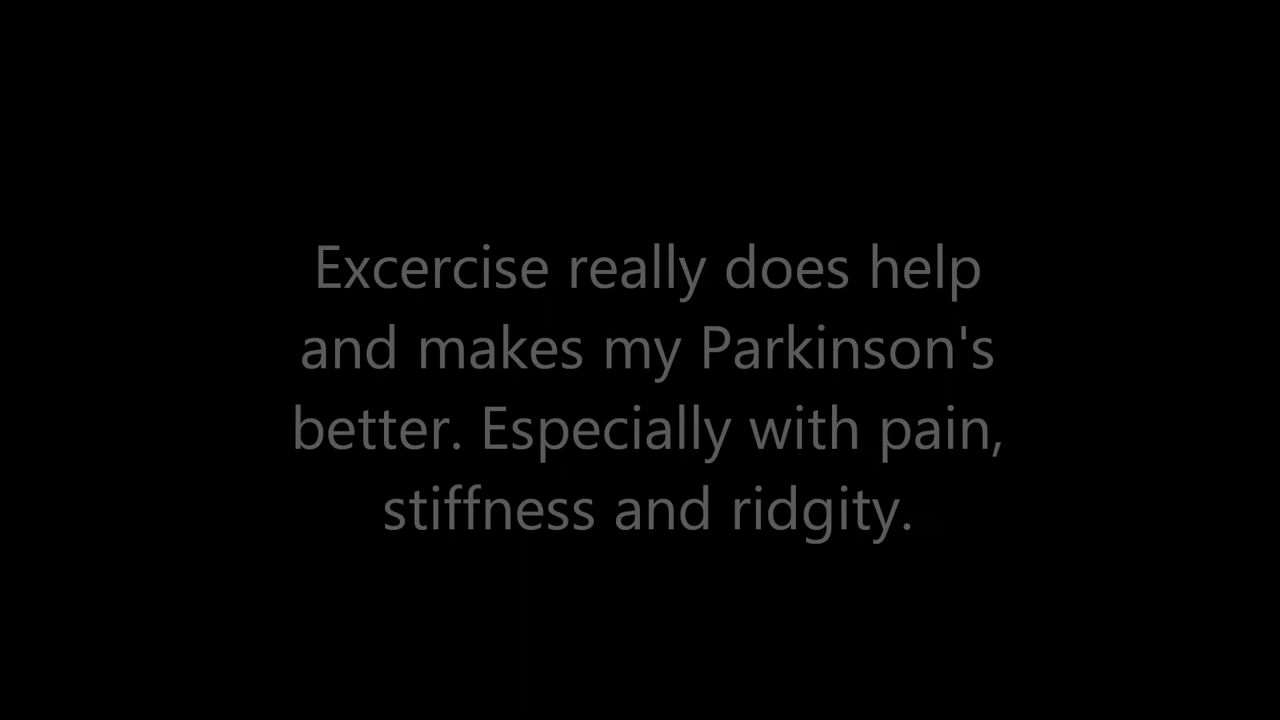 Excercise really does help
and makes my Parkinson's
better. Especially with pain,
stiffness and ridgity.